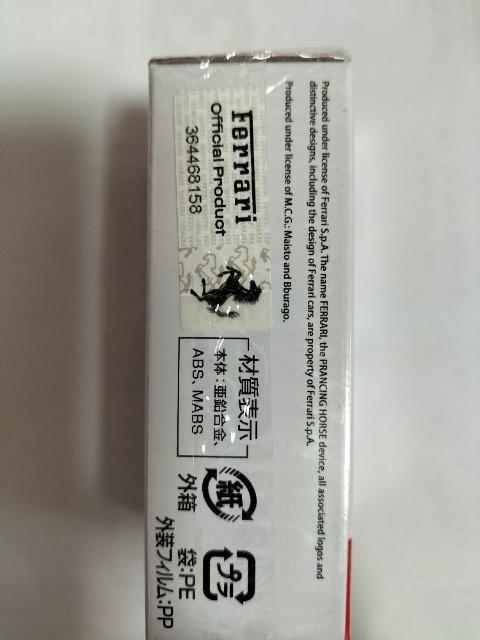 Produced under license of Ferrari S.p.A. The name FERRARI, the PRANCING HORSE device, all associated logos and
distinctive designs, including the design of Ferrari cars, are property of Ferrari S.p.A.
Produced under license of M.C.G.: Maisto and Bburago.
Ferrari
Official Product
364468158
材質表示
本体：亜鉛合金、
ABS、MABS
紙
外箱
プラ
袋:PE
外装フィルム:PP